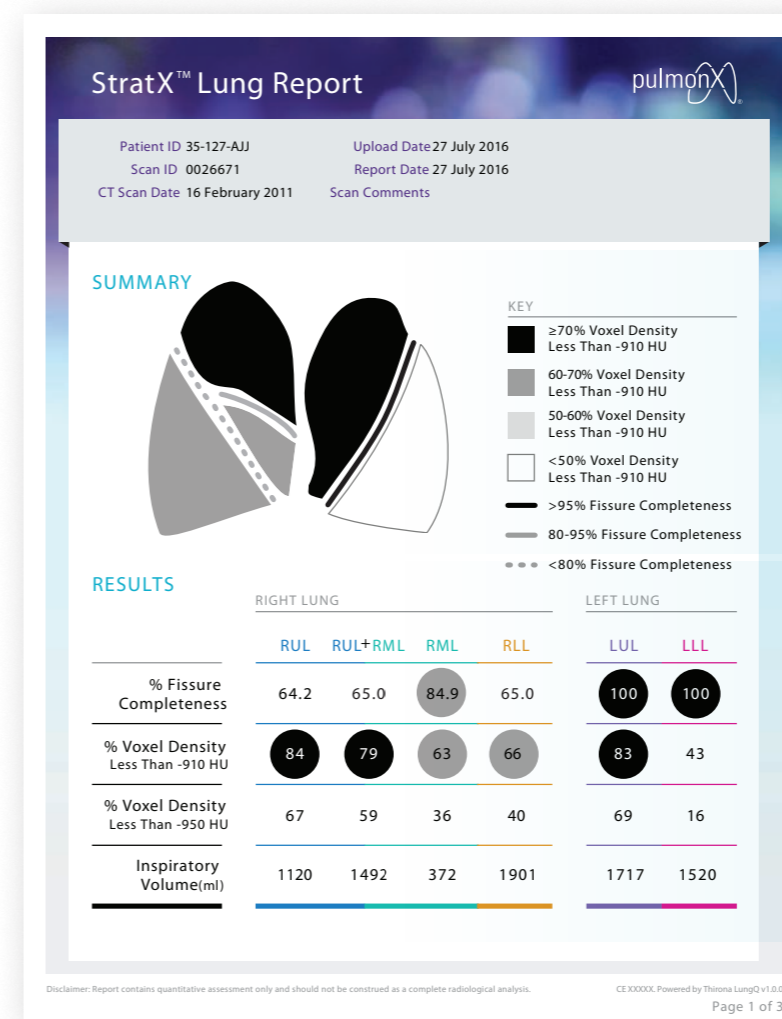 StratX™ Lung Report
pulmonX®
Patient ID 35-127-AJJ
Upload Date 27 July 2016
Scan ID 0026671
Report Date 27 July 2016
CT Scan Date 16 February 2011
Scan Comments
SUMMARY
KEY
≥70% Voxel Density
Less Than -910 HU
60-70% Voxel Density
Less Than -910 HU
50-60% Voxel Density
Less Than -910 HU
<50% Voxel Density
Less Than -910 HU
>95% Fissure Completeness
80-95% Fissure Completeness
<80% Fissure Completeness
RESULTS
RIGHT LUNG LEFT LUNG
RUL RUL+RML RML RLL LUL LLL
% Fissure
Completeness
64.2 65.0 84.9 65.0 100 100
% Voxel Density
Less Than -910 HU
84 79 63 66 83 43
% Voxel Density
Less Than -950 HU
67 59 36 40 69 16
Inspiratory
Volume(ml)
1120 1492 372 1901 1717 1520
Disclaimer: Report contains quantitative assessment only and should not be construed as a complete radiological analysis.
CE XXXXX. Powered by Thirona LungQ v1.0.0
Page 1 of 3